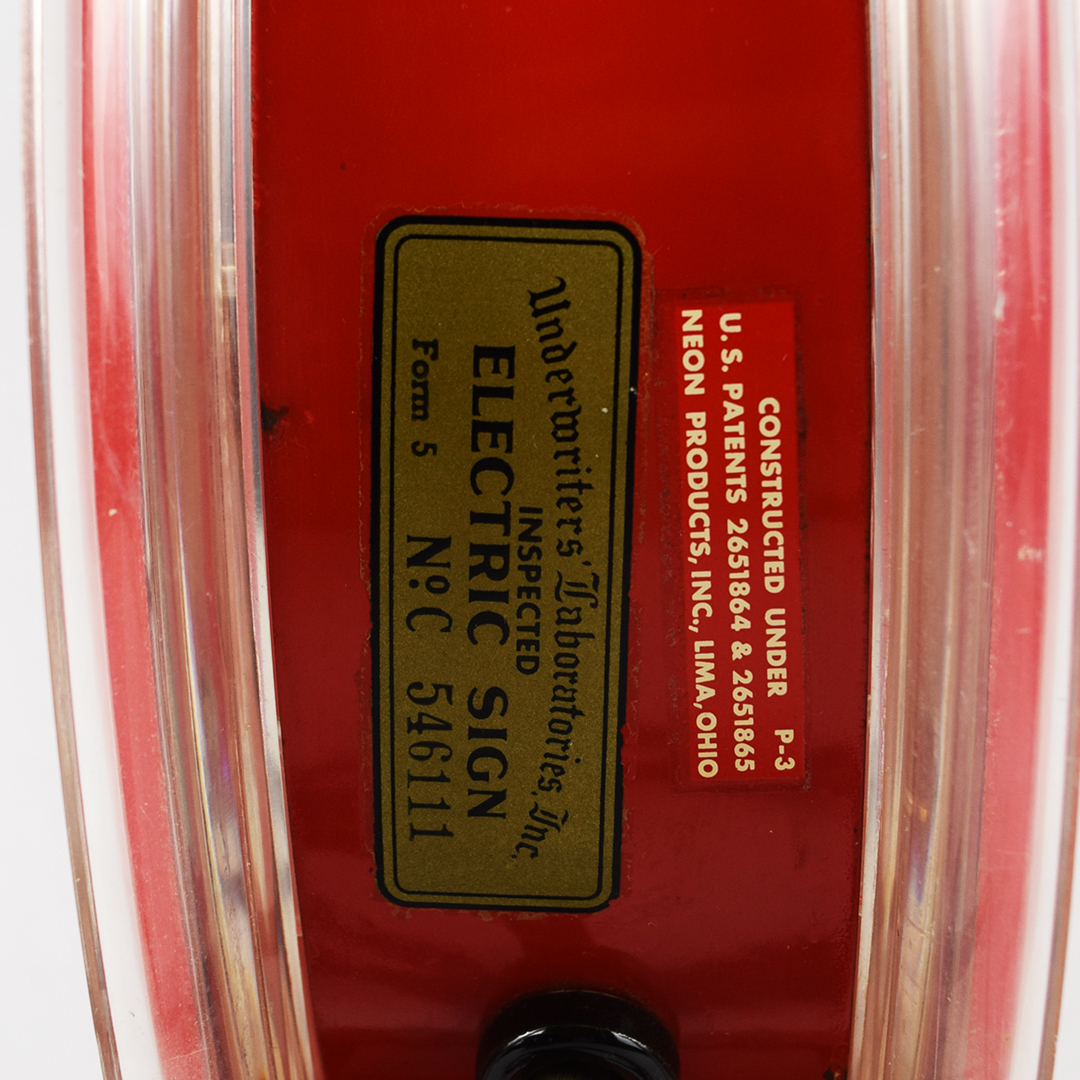 Underwriters' Laboratories, Inc.
INSPECTED
ELECTRIC SIGN
Form 5 No C 546111
CONSTRUCTED UNDER P-3
U. S. PATENTS 2651864 & 2651865
NEON PRODUCTS, INC., LIMA, OHIO